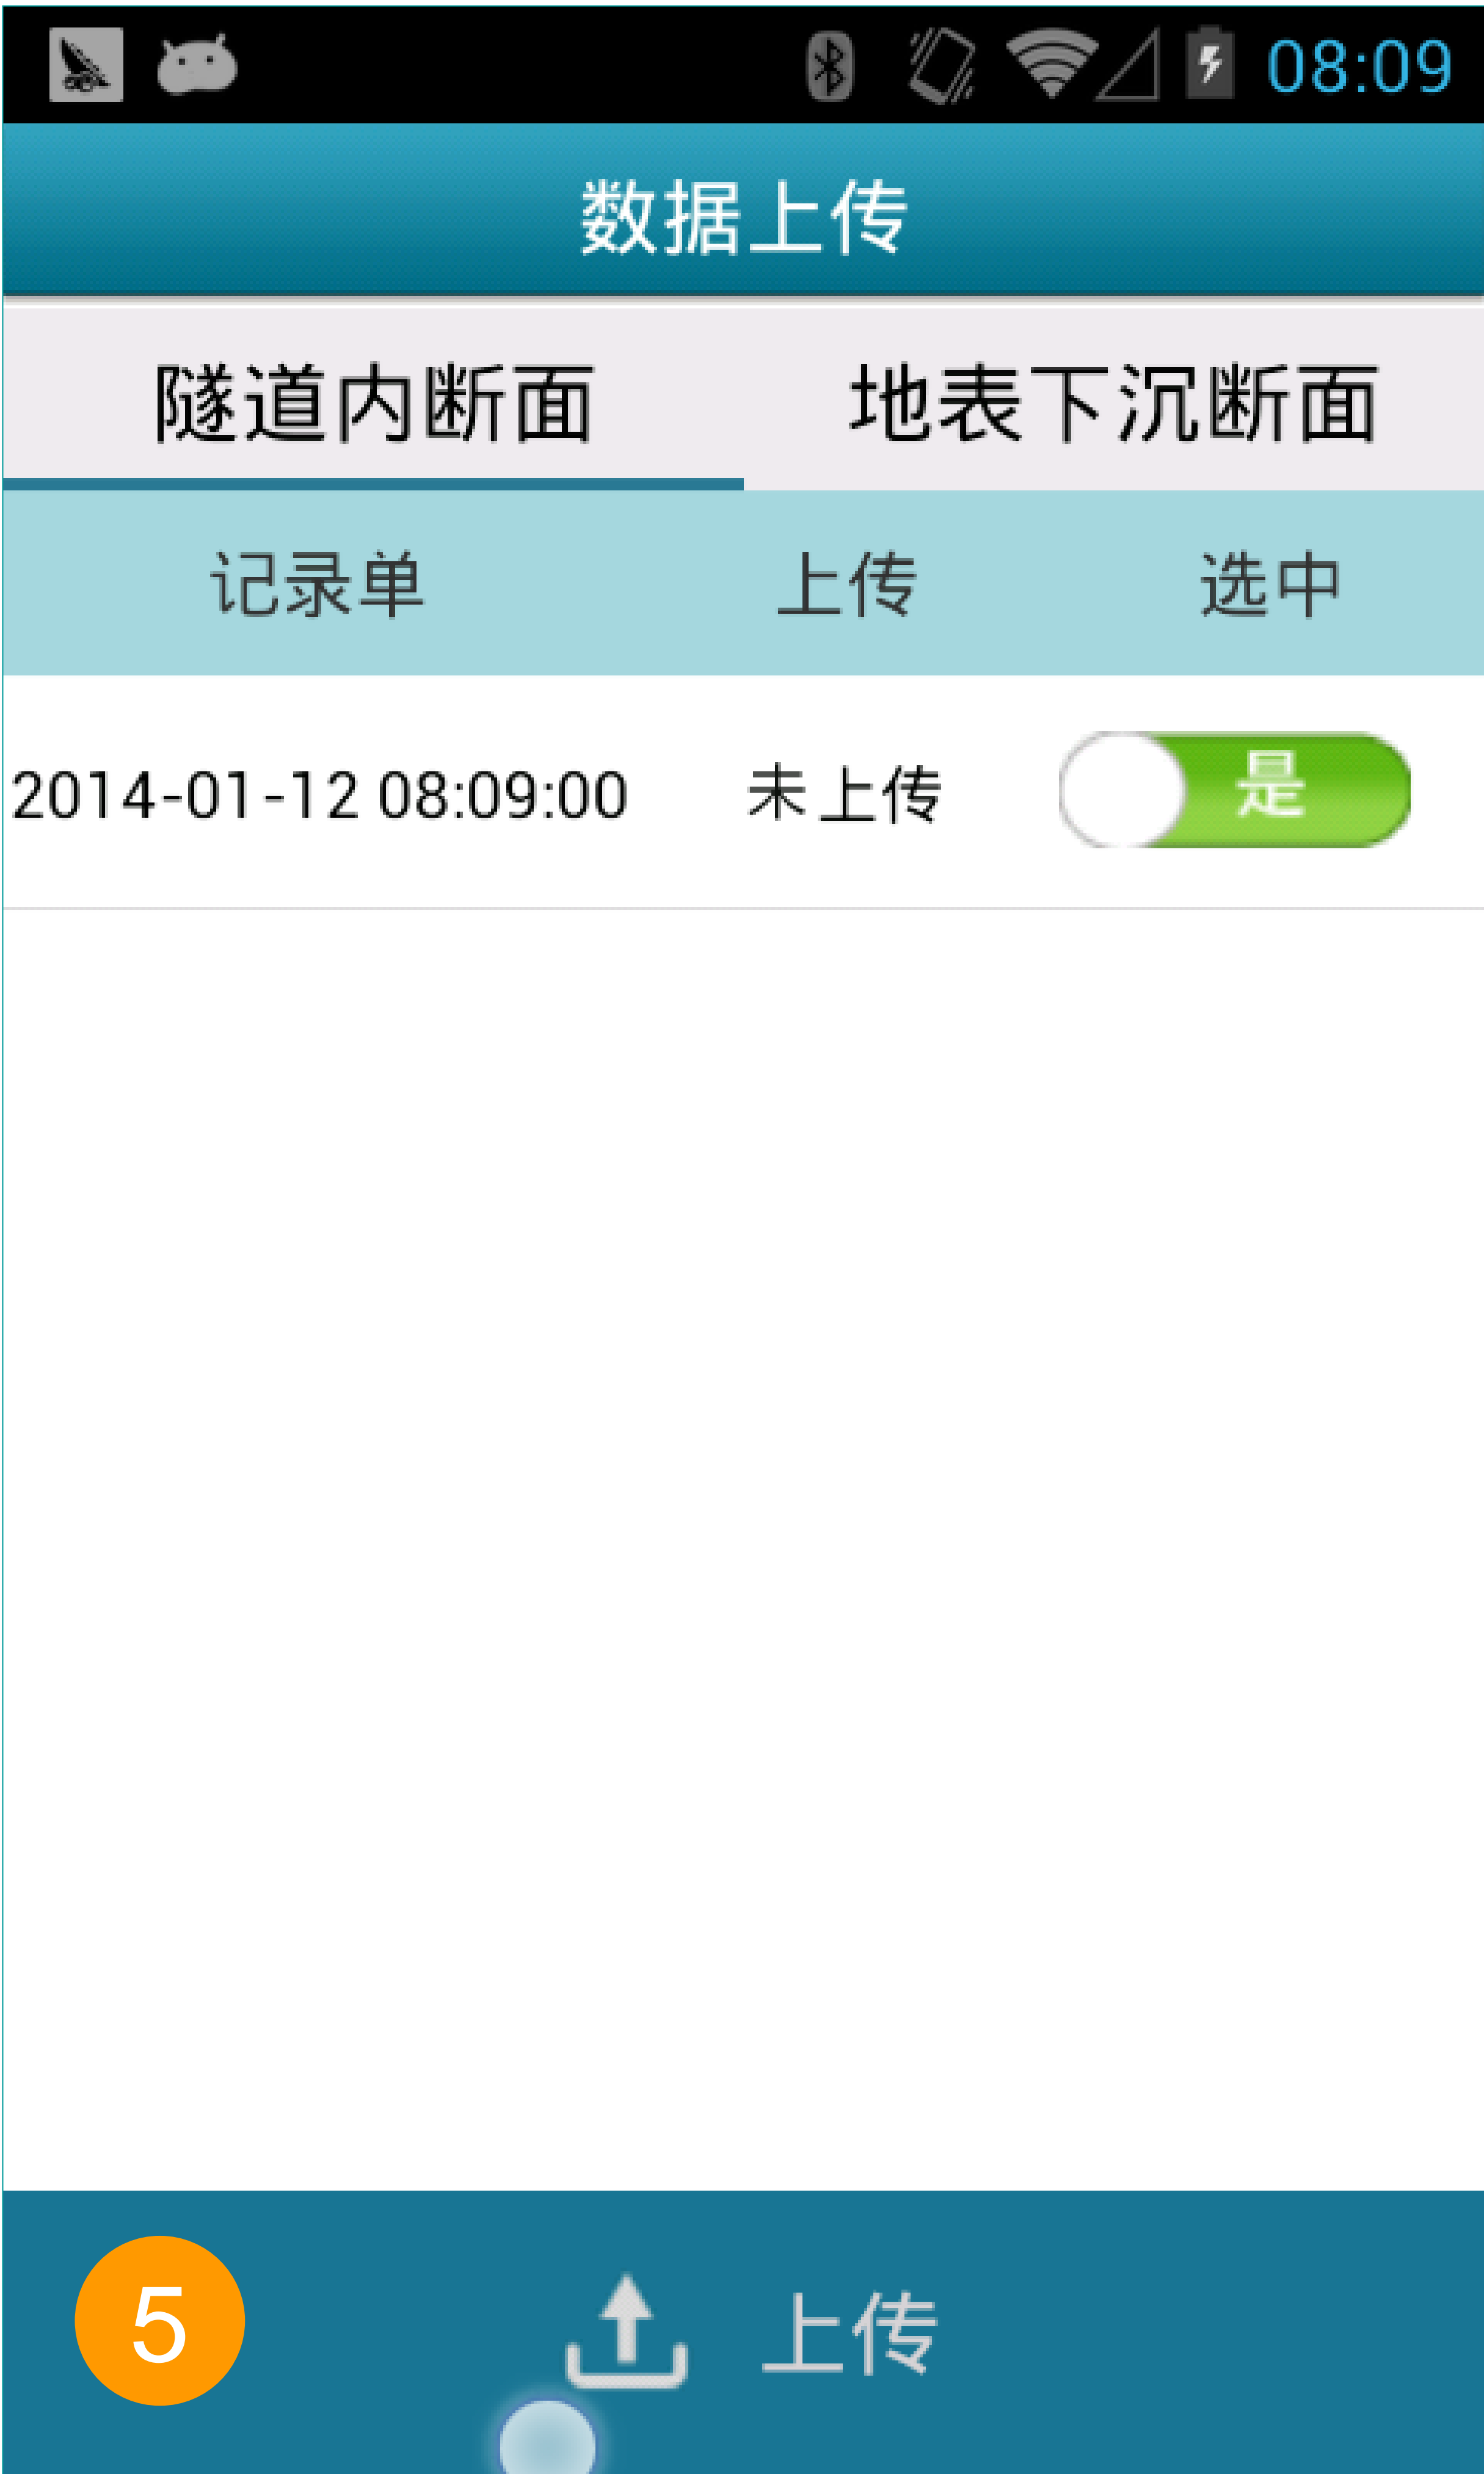 08:09
数据上传
隧道内断面 地表下沉断面
记录单 上传 选中
2014-01-12 08:09:00 未上传 是
5 上传